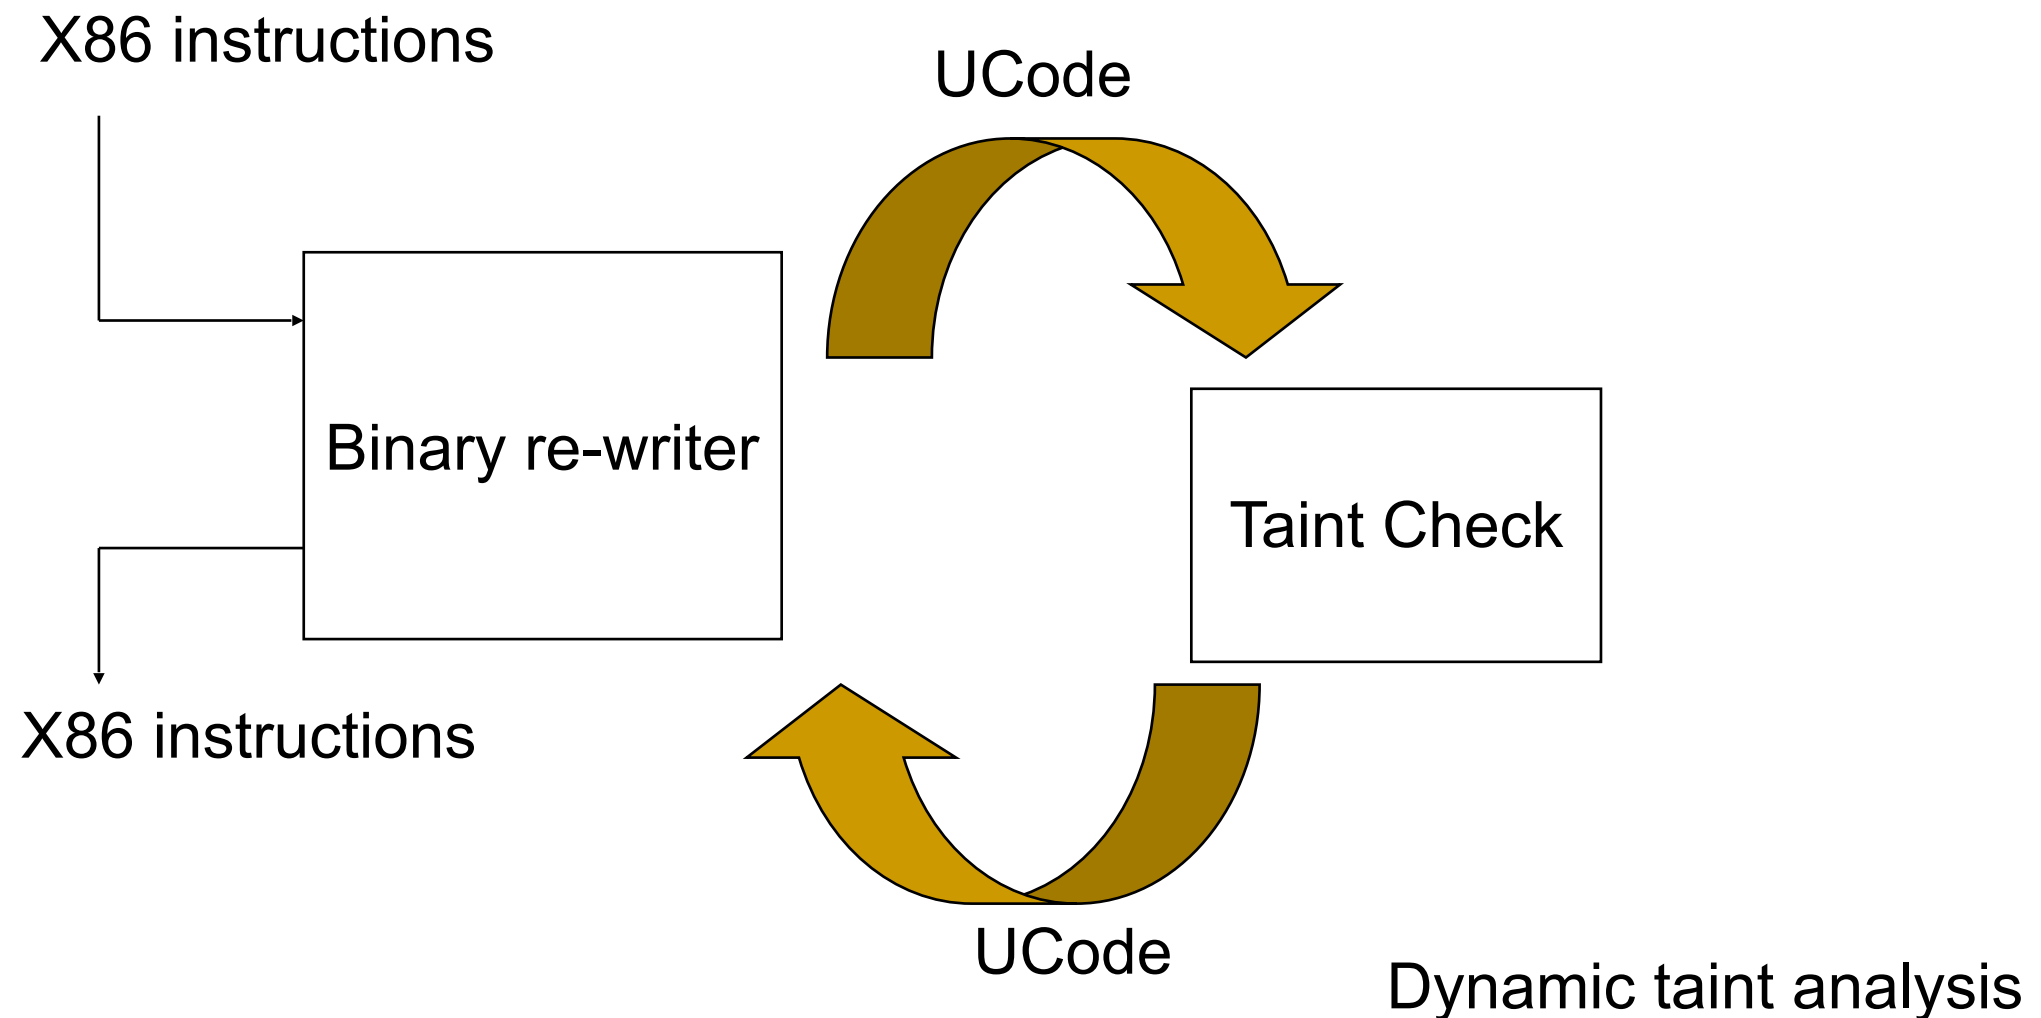 X86 instructions
UCode
Binary re-writer
Taint Check
X86 instructions
UCode
Dynamic taint analysis